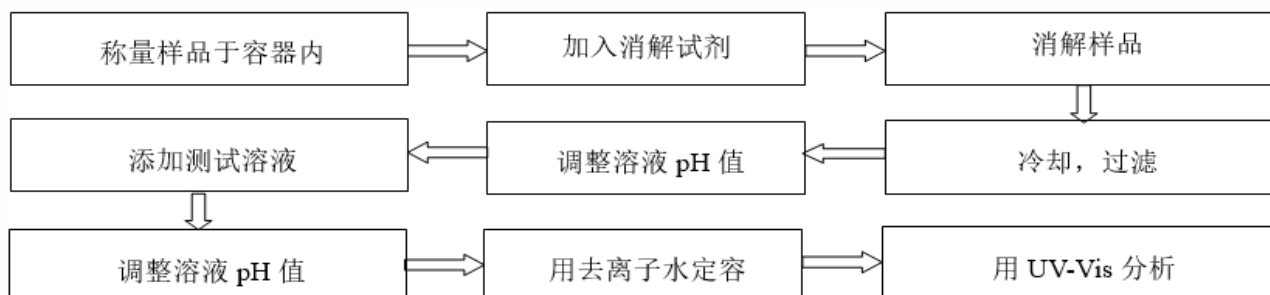 称量样品于容器内
加入消解试剂
消解样品
冷却，过滤
调整溶液 pH 值
添加测试溶液
调整溶液 pH 值
用去离子水定容
用 UV-Vis 分析